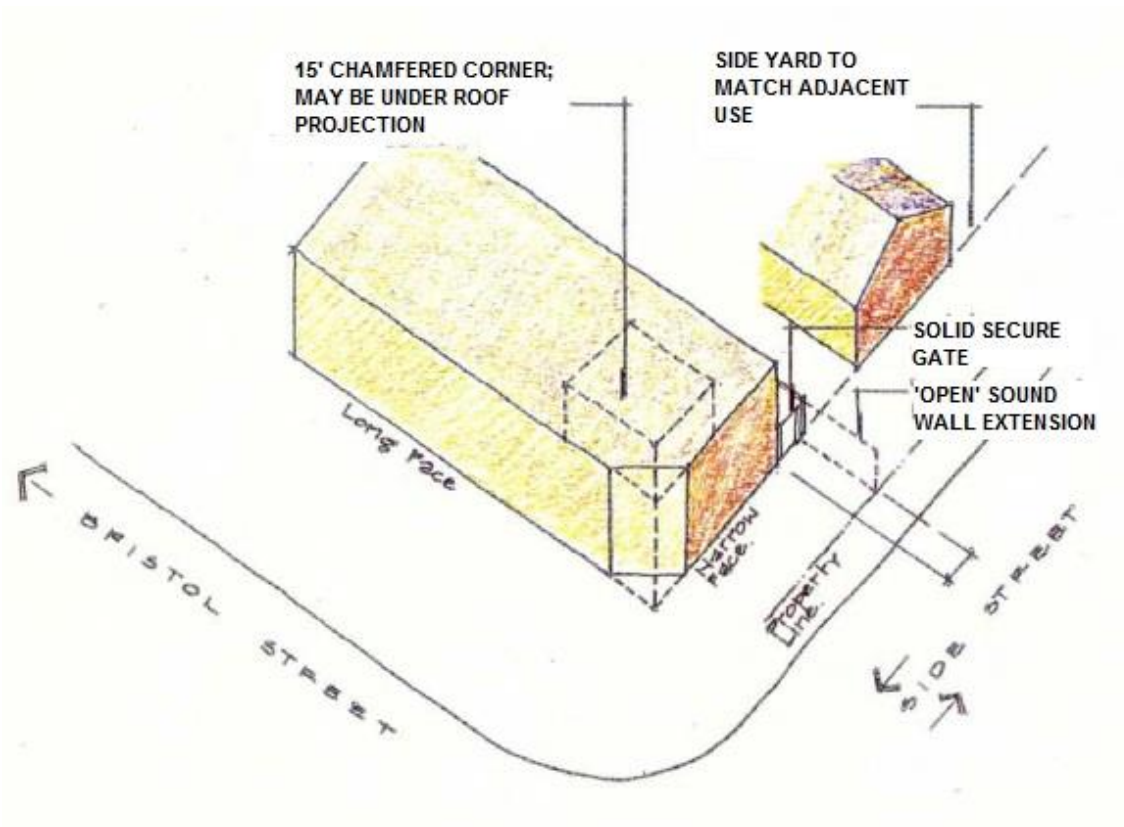 15' CHAMFERED CORNER;
MAY BE UNDER ROOF
PROJECTION
SIDE YARD TO
MATCH ADJACENT
USE
SOLID SECURE
GATE
'OPEN' SOUND
WALL EXTENSION
Long Face
Narrow
Face.
Property
Line.
BRISTOL STREET
SIDE STREET